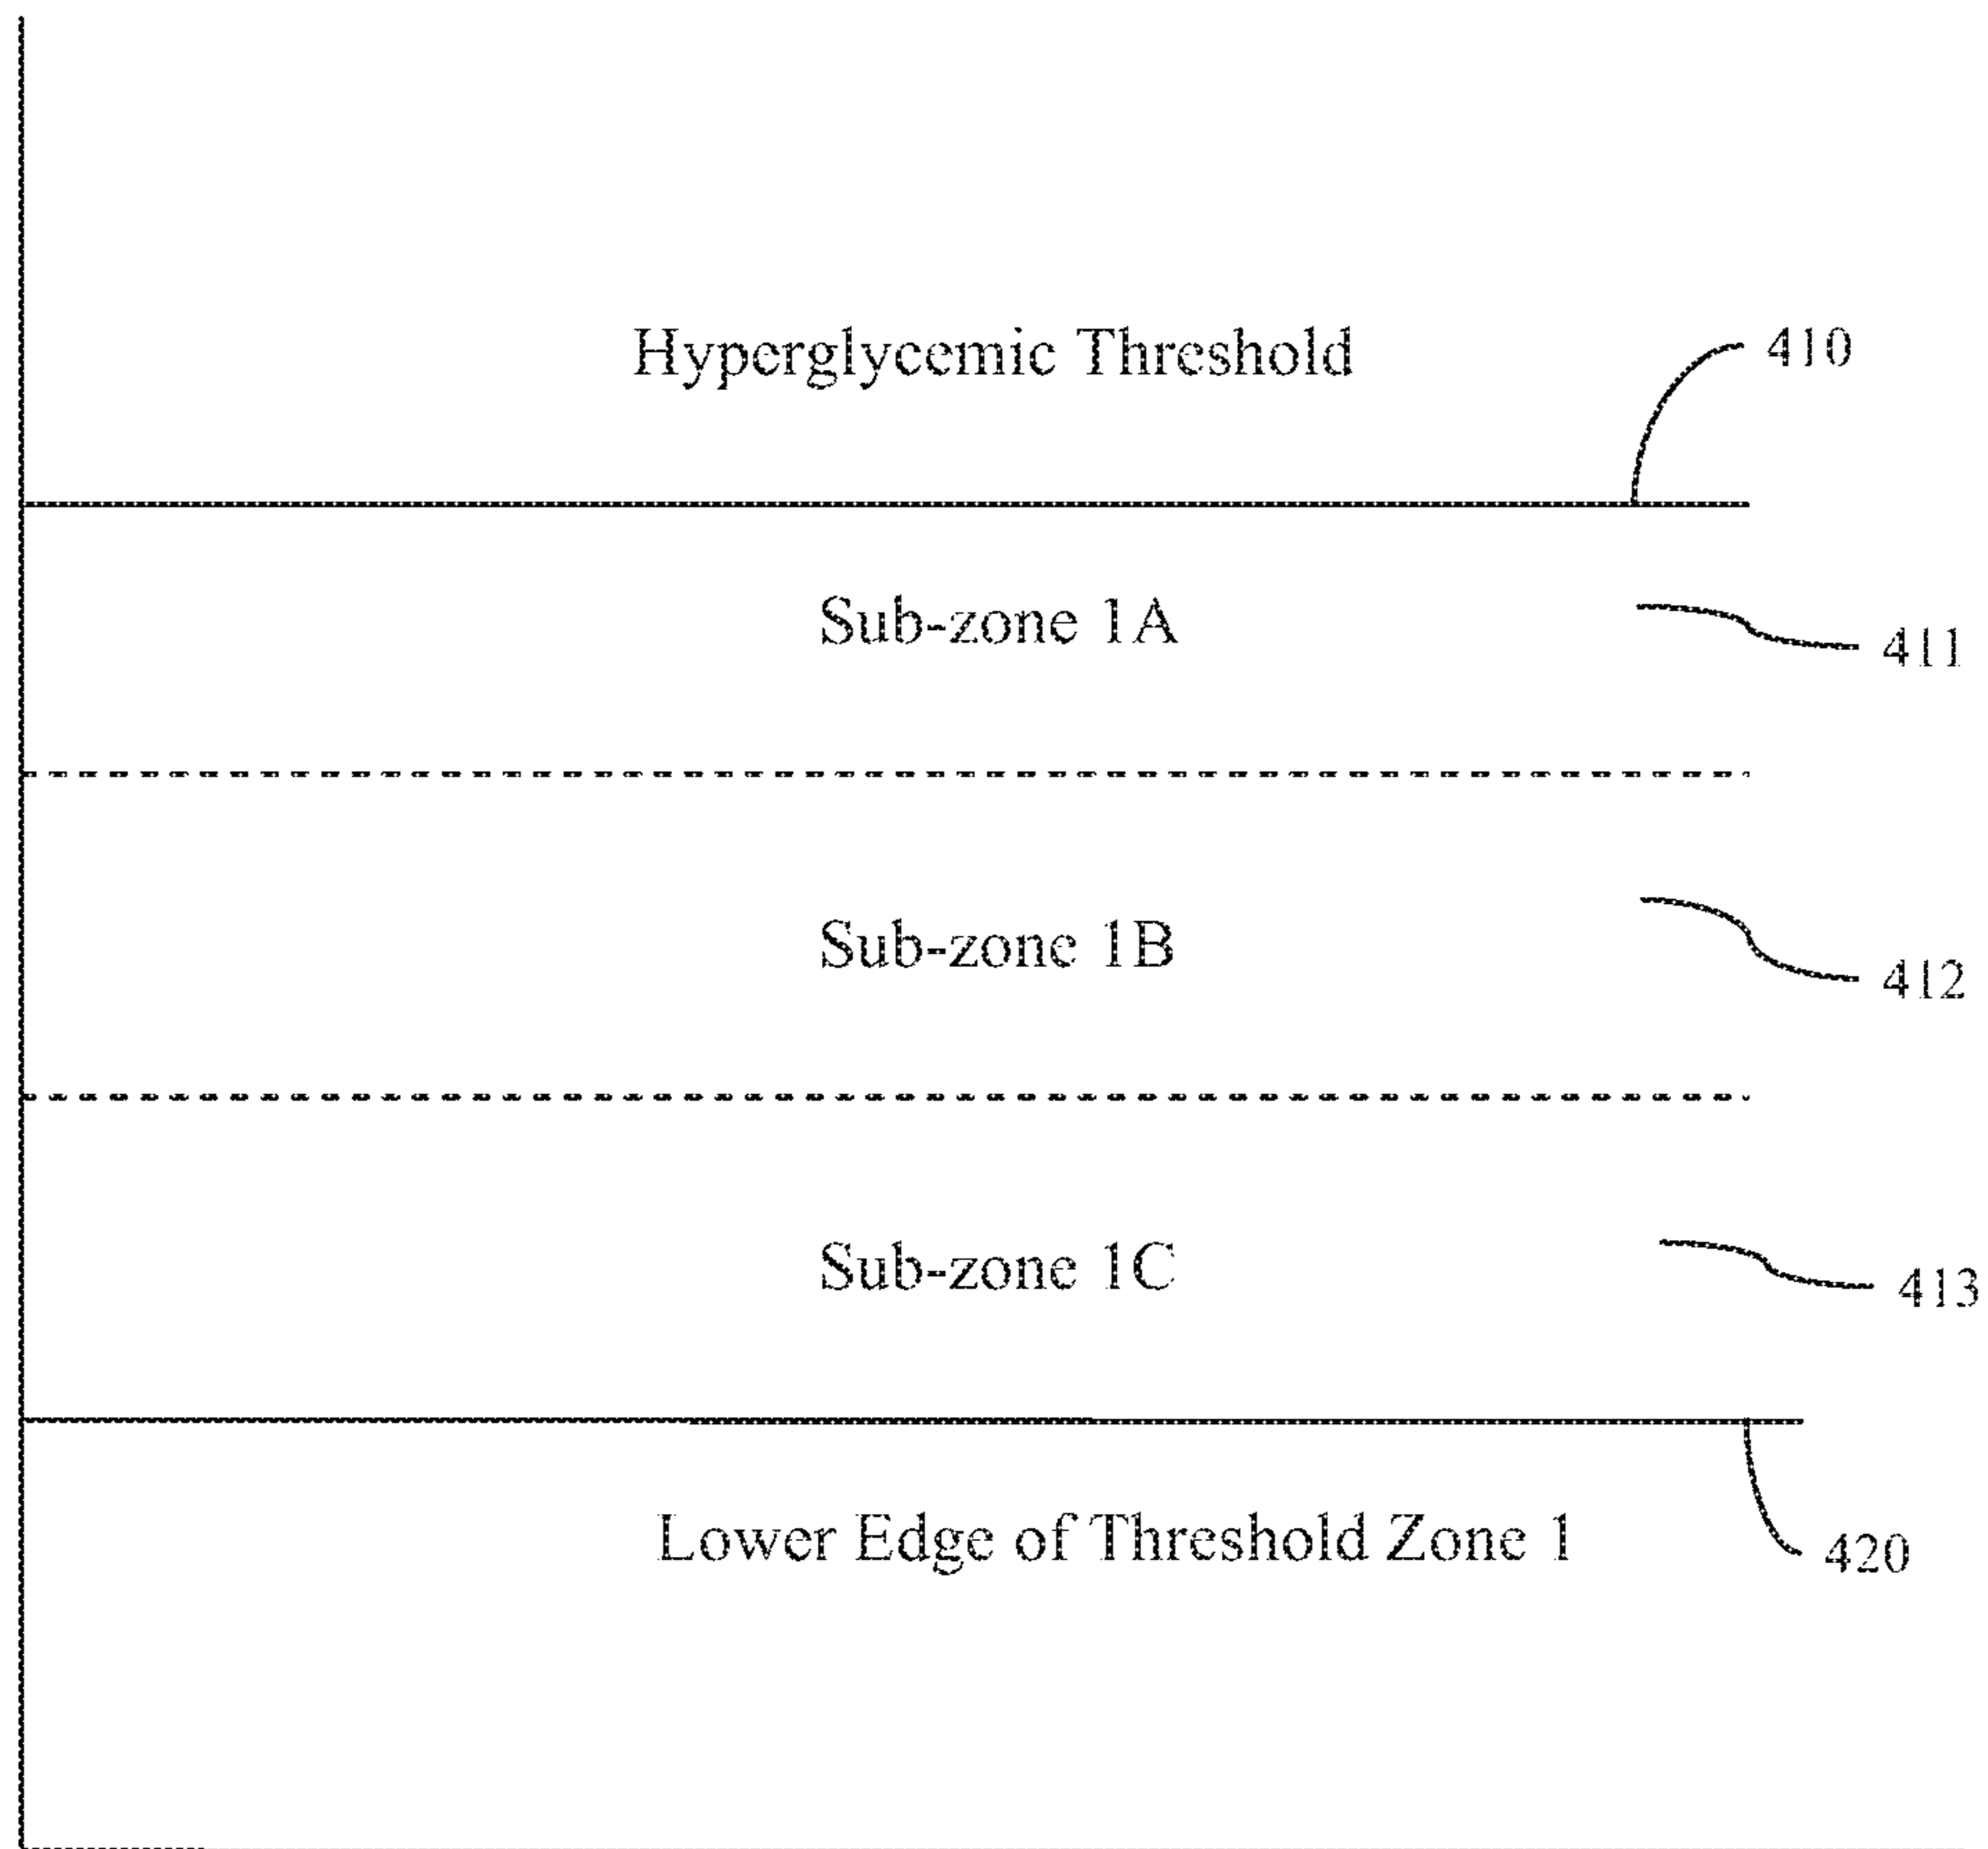 Hyperglycemic Threshold 410
Sub-zone 1A 411
Sub-zone 1B 412
Sub-zone 1C 413
Lower Edge of Threshold Zone 1 420